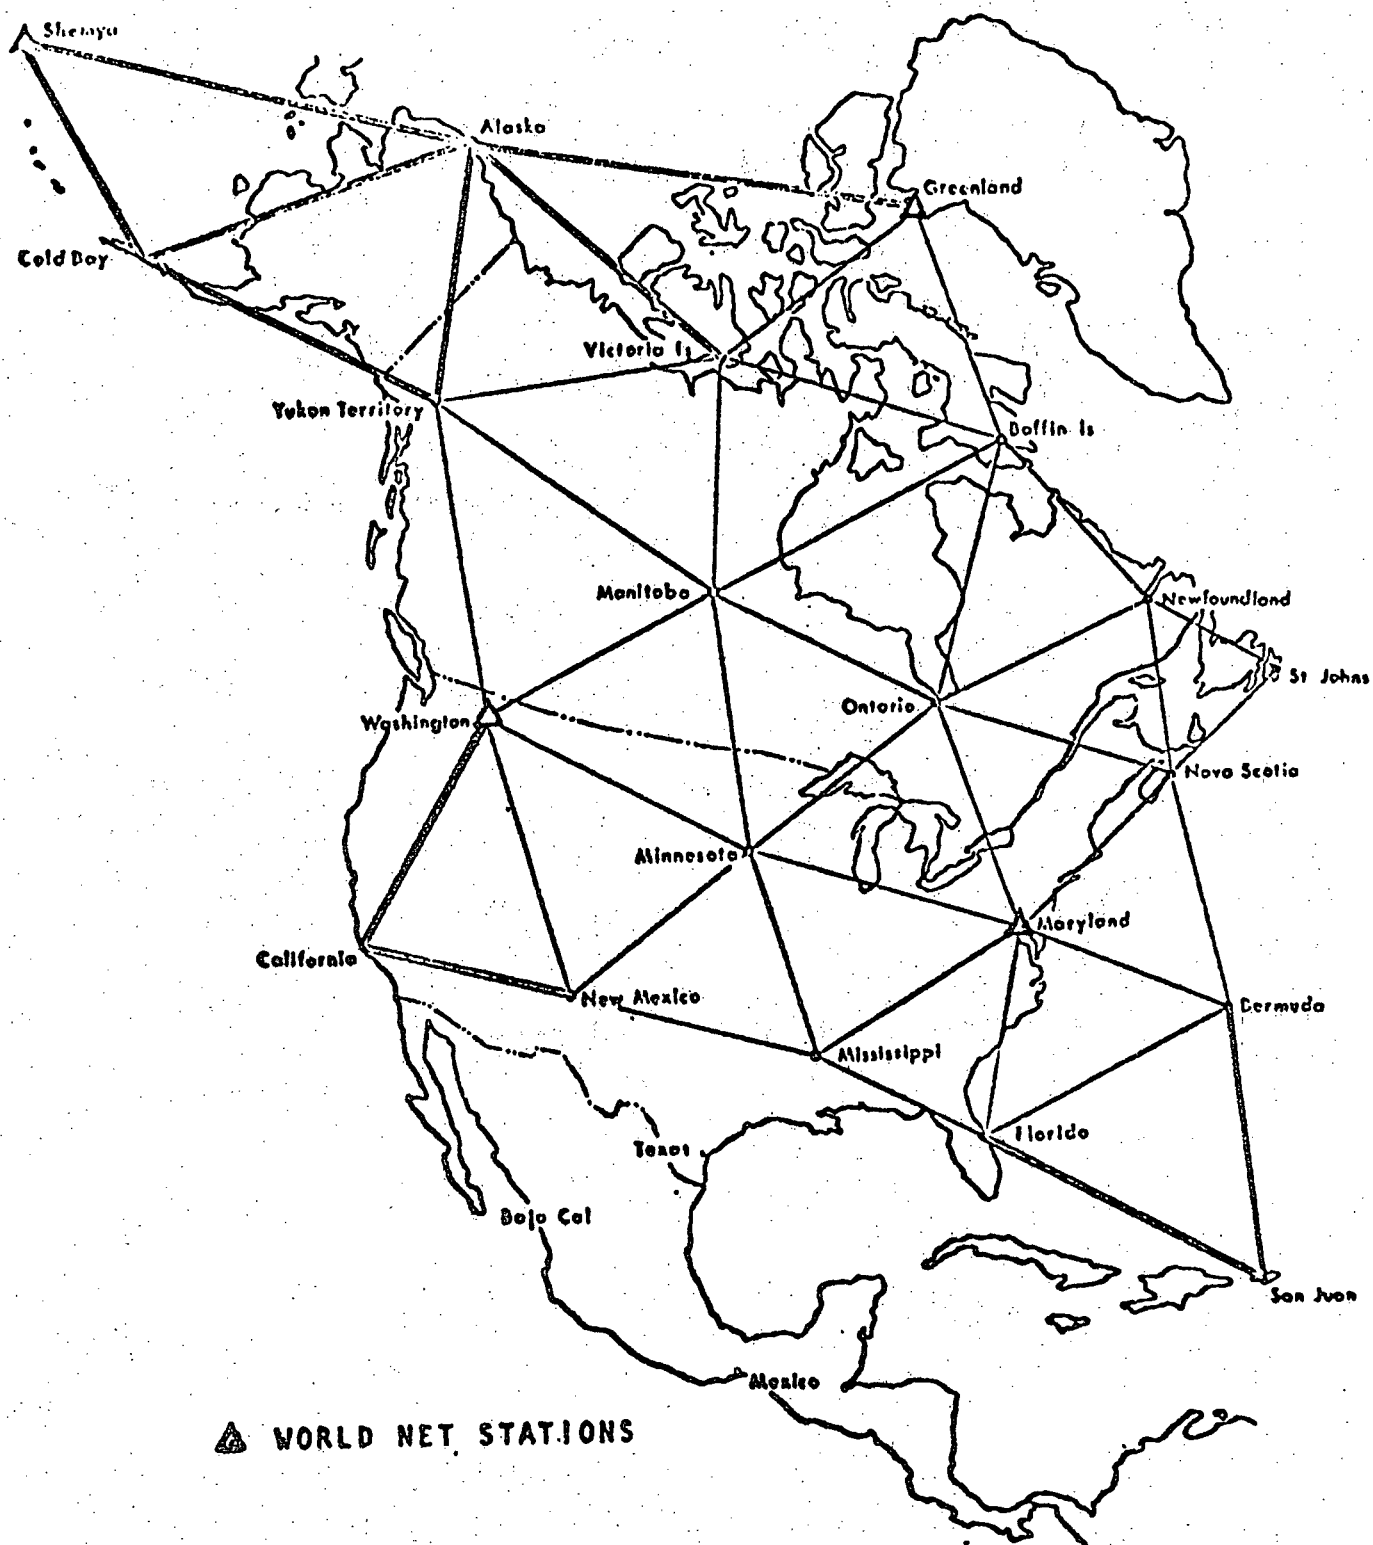 Shemya
Alaska
Greenland
Cold Bay
Victoria Is
Yukon Territory
Baffin Is
Manitoba
Newfoundland
St Johns
Ontario
Washington
Nova Scotia
Minnesota
Maryland
California
New Mexico
Bermuda
Mississippi
Florida
Texas
Baja Cal
San Juan
Mexico
WORLD NET STATIONS